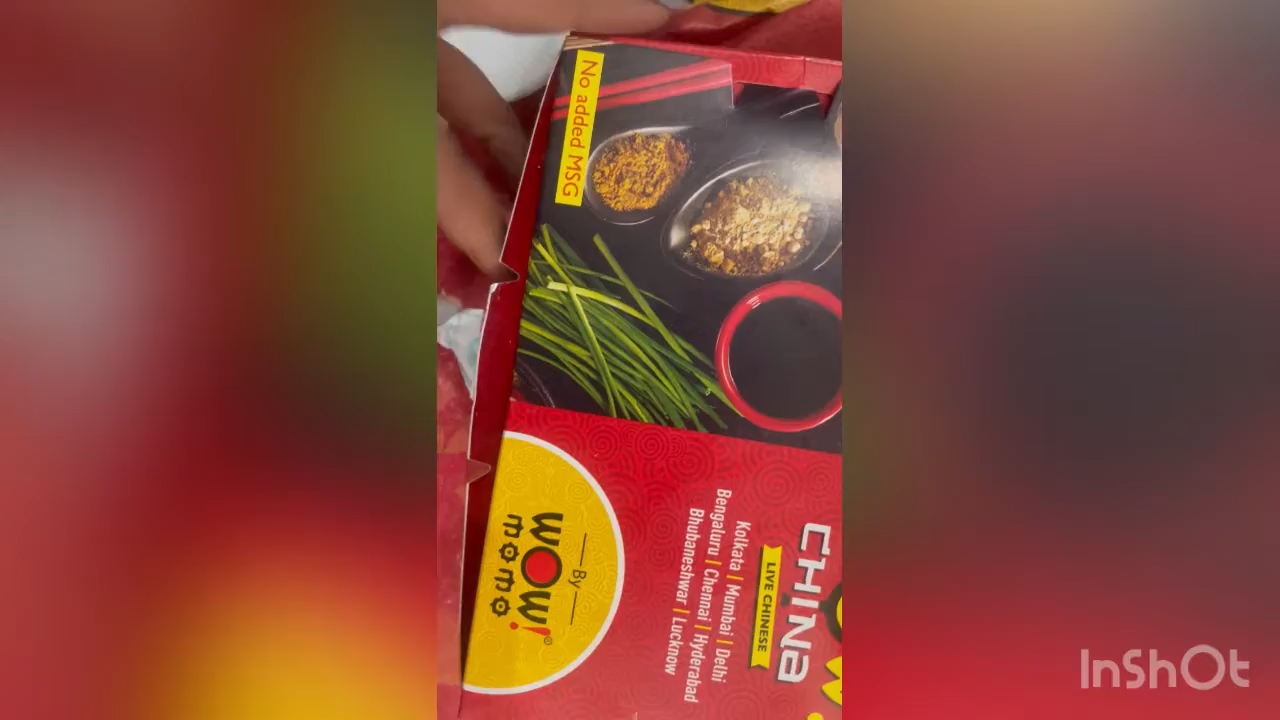 No added MSG
CHINA
LIVE CHINESE
Kolkata | Mumbai | Delhi
Bengaluru | Chennai | Hyderabad
Bhubaneshwar | Lucknow
By
WOW!®
momo
InShOt